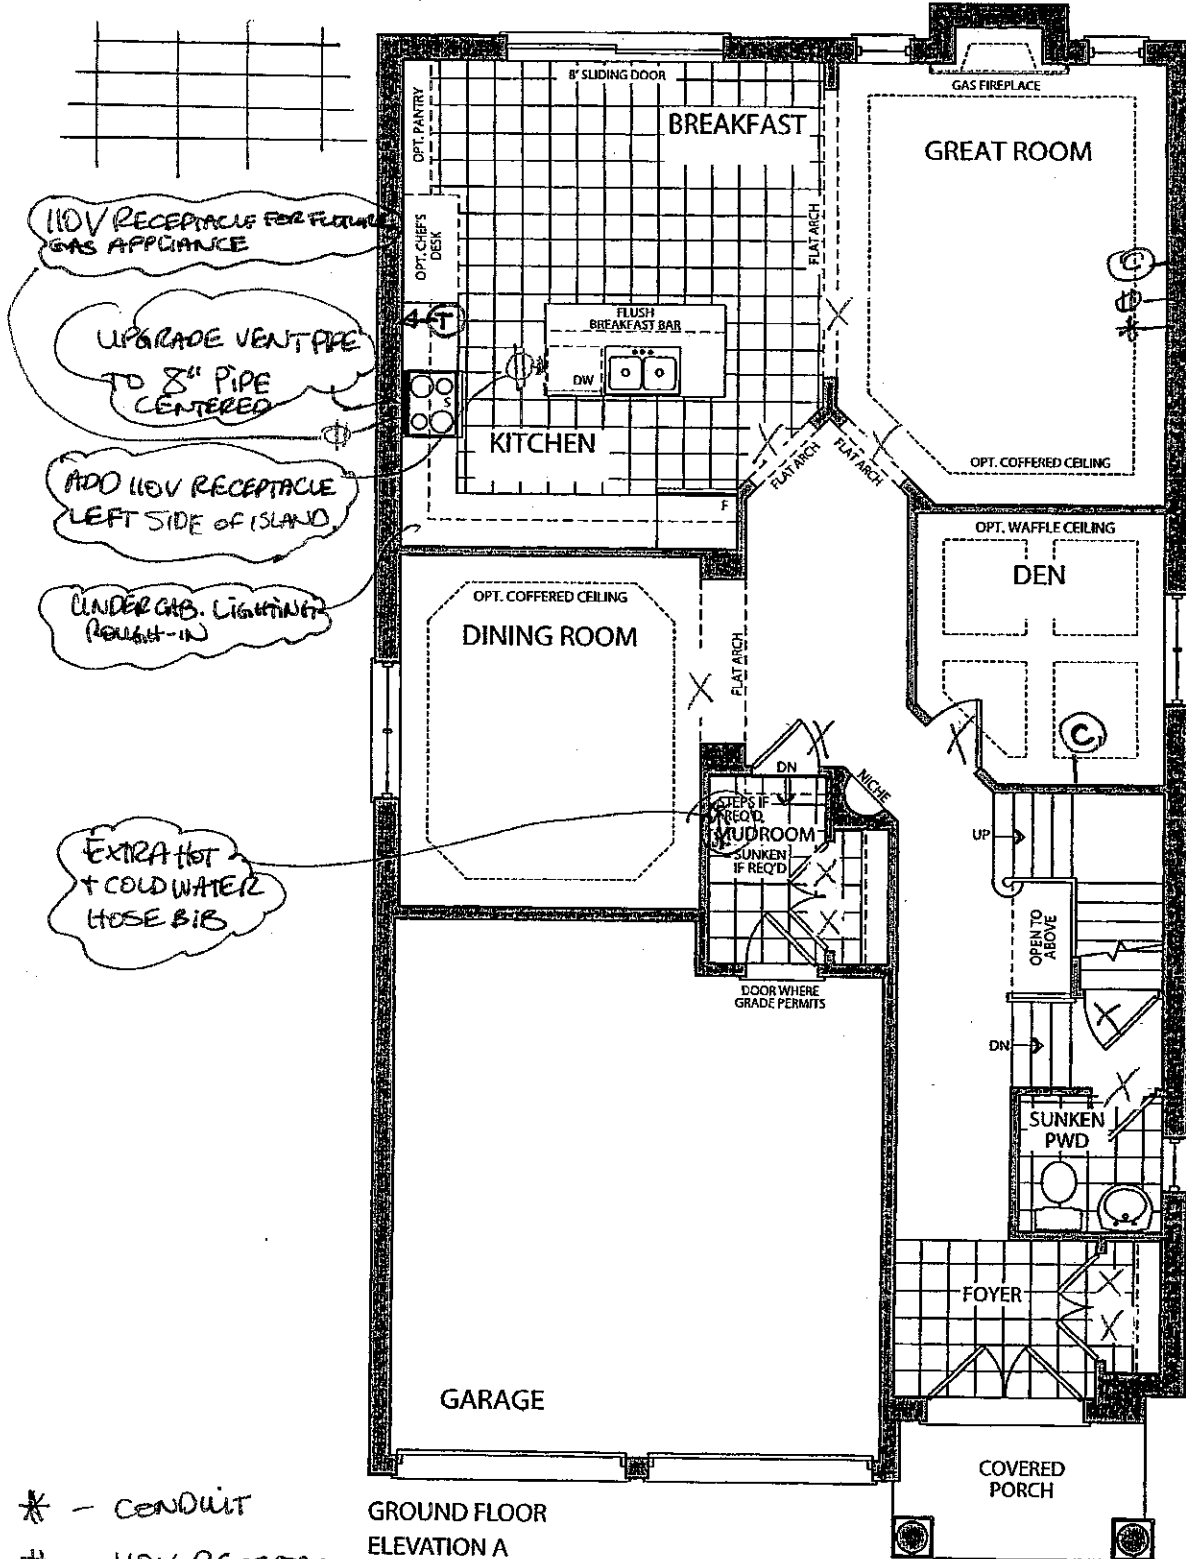 8' SLIDING DOOR
GAS FIREPLACE
OPT. PANTRY
BREAKFAST
GREAT ROOM
110V RECEPTACLE FOR FUTURE
GAS APPLIANCE
OPT. CHEF'S
DESK
FLAT ARCH
C
UPGRADE VENT PIPE
TO 8" PIPE
CENTERED
T
FLUSH
BREAKFAST BAR
DW
S
KITCHEN
FLAT ARCH
FLAT ARCH
OPT. COFFERED CEILING
ADD 110V RECEPTACLE
LEFT SIDE OF ISLAND.
F
OPT. WAFFLE CEILING
DEN
UNDER CAB. LIGHTING
ROUGH-IN
OPT. COFFERED CEILING
DINING ROOM
FLAT ARCH
C
DN
NICHE
STEPS IF
REQ'D
MUDROOM
SUNKEN
IF REQ'D
UP
EXTRA HOT
+ COLD WATER
HOSE BIB
OPEN TO
ABOVE
DOOR WHERE
GRADE PERMITS
DN
SUNKEN
PWD
FOYER
GARAGE
COVERED
PORCH
* - CONDUIT
GROUND FLOOR
ELEVATION A